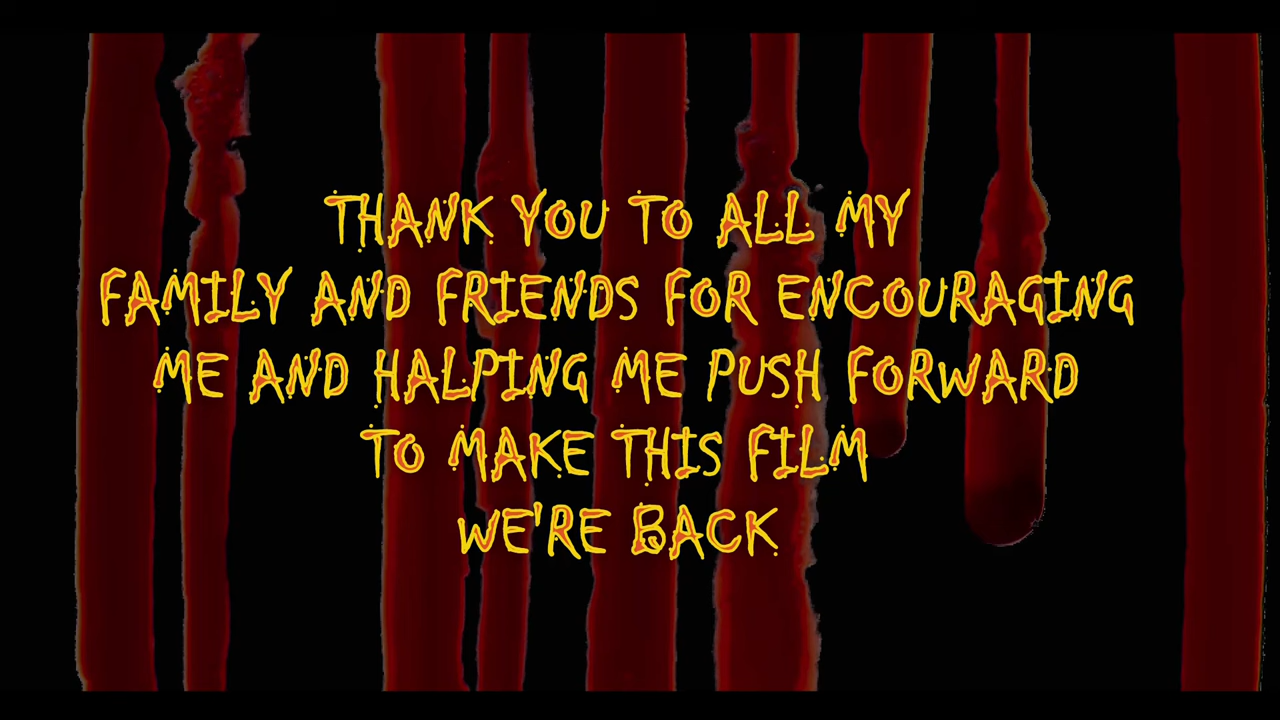 THANK YOU TO ALL MY
FAMILY AND FRIENDS FOR ENCOURAGING
ME AND HALPING ME PUSH FORWARD
TO MAKE THIS FILM
WE'RE BACK